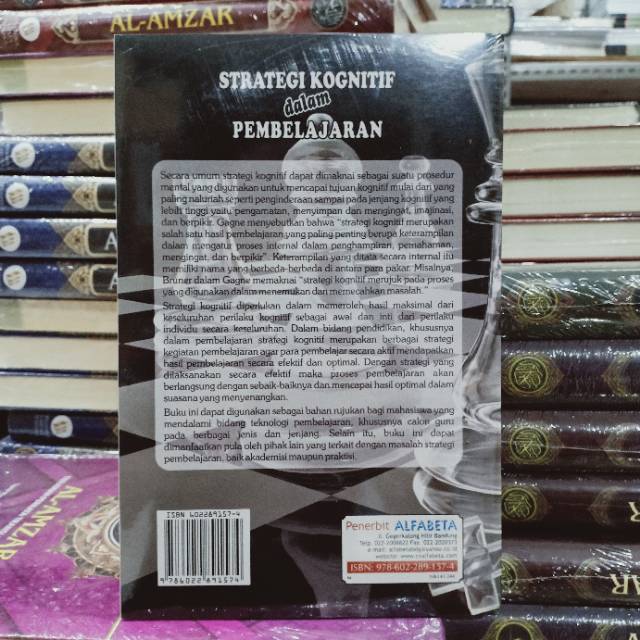 AL-AMZAR
STRATEGI KOGNITIF
dalam
PEMBELAJARAN
Secara umum strategi kognitif dapat dimaknai sebagai suatu prosedur
mental yang digunakan untuk mencapai tujuan kognitif mulai dari yang
paling naluriah seperti penginderaan sampai pada jenjang kognitif yang
lebih tinggi yaitu pengamatan, menyimpan dan mengingat, imajinasi,
dan berpikir. Gagne menyebutkan bahwa "strategi kognitif merupakan
salah satu hasil pembelajaran yang paling penting berupa keterampilan
dalam mengatur proses internal dalam penghampiran, pemahaman,
mengingat, dan berpikir". Keterampilan yang ditata secara internal itu
memiliki nama yang berbeda-berbeda di antara para pakar. Misalnya,
Bruner dalam Gagne memaknai "strategi kognitif merujuk pada proses
yang digunakan dalam menemukan dan memecahkan masalah."
Strategi kognitif diperlukan dalam memeroleh hasil maksimal dari
keseluruhan perilaku kognitif sebagai awal dan inti dari perilaku
individu secara keseluruhan. Dalam bidang pendidikan, khususnya
dalam pembelajaran strategi kognitif merupakan berbagai strategi
kegiatan pembelajaran agar para pembelajar secara aktif mendapatkan
hasil pembelajaran secara efektif dan optimal. Dengan strategi yang
dilaksanakan secara efektif maka proses pembelajaran akan
berlangsung dengan sebaik-baiknya dan mencapai hasil optimal dalam
suasana yang menyenangkan.
Buku ini dapat digunakan sebagai bahan rujukan bagi mahasiswa yang
mendalami bidang teknologi pembelajaran, khususnya calon guru
pada berbagai jenis dan jenjang. Selain itu, buku ini dapat
dimanfaatkan pula oleh pihak lain yang terkait dengan masalah strategi
pembelajaran, baik akademisi maupun praktisi.
ISBN 602289157-4
9786022891574
Penerbit ALFABETA
Jl. Gegerkalong Hilir Bandung
ISBN: 978-602-289-157-4
AL-AMZAR